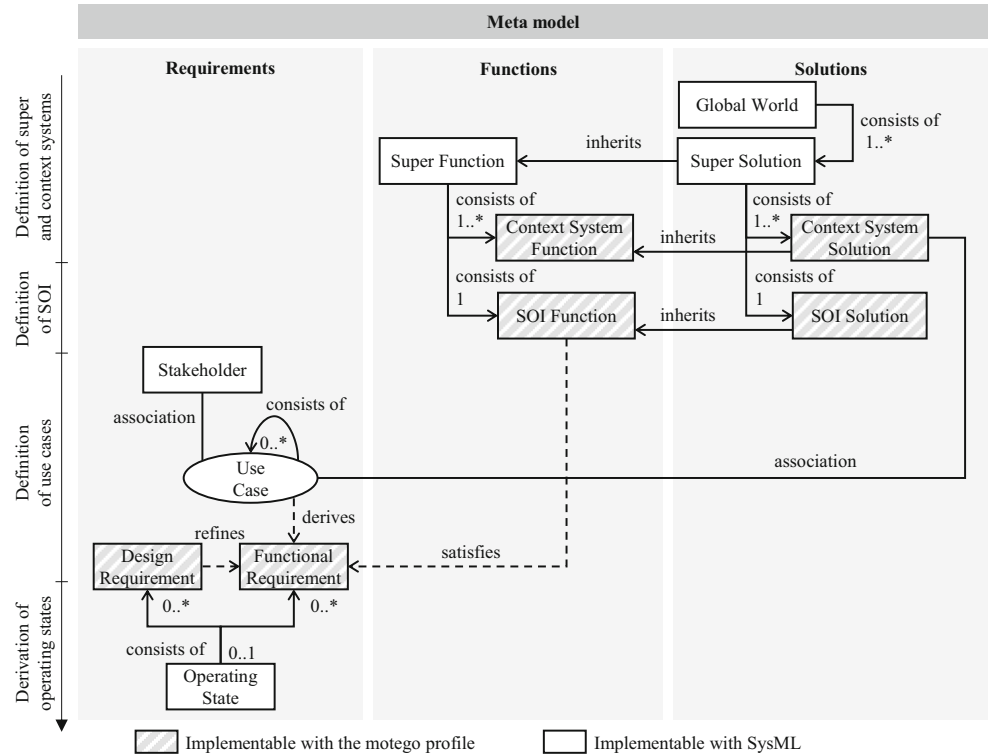 Meta model
Requirements
Functions
Solutions
Definition of super
and context systems
Definition
of SOI
Definition
of use cases
Derivation of
operating states
Global World
consists of
1..*
Super Function
inherits
Super Solution
consists of
1..*
consists of
1..*
Context System
Function
inherits
Context System
Solution
consists of
1
consists of
1
SOI Function
inherits
SOI Solution
Stakeholder
association
consists of
0..*
Use
Case
association
derives
refines
Design
Requirement
Functional
Requirement
satisfies
0..*
0..*
consists of
0..1
Operating
State
Implementable with the motego profile
Implementable with SysML